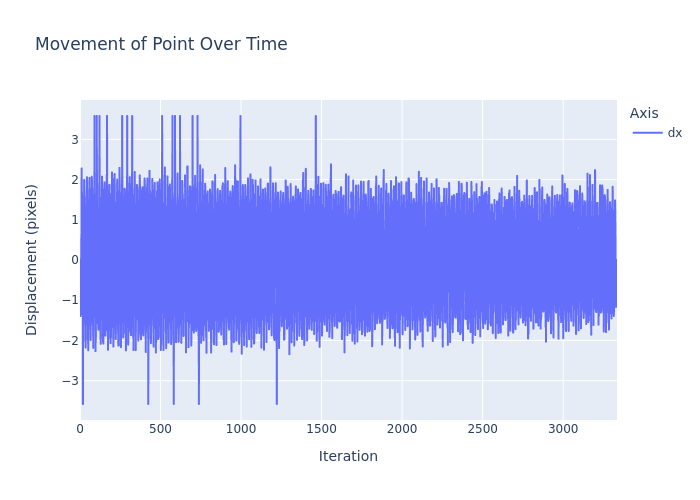 Movement of Point Over Time
Axis
dx
Displacement (pixels)
3
2
1
0
−1
−2
−3
0
500
1000
1500
2000
2500
3000
Iteration